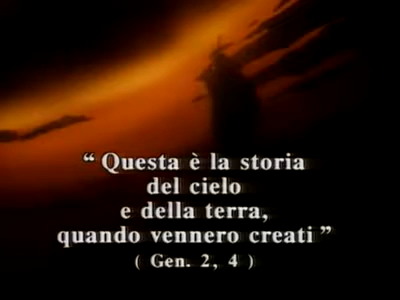 “ Questa è la storia
del cielo
e della terra,
quando vennero creati ”
( Gen. 2, 4 )